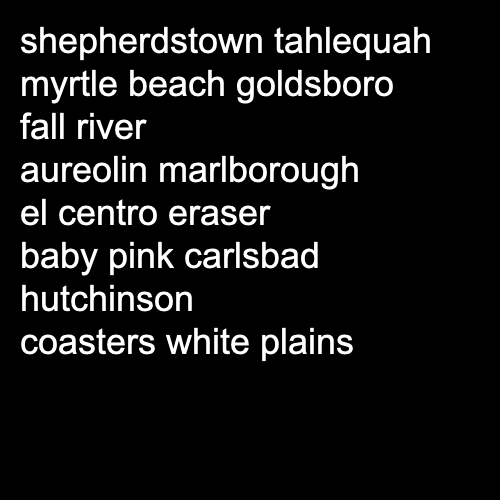 shepherdstown tahlequah
myrtle beach goldsboro
fall river
aureolin marlborough
el centro eraser
baby pink carlsbad
hutchinson
coasters white plains